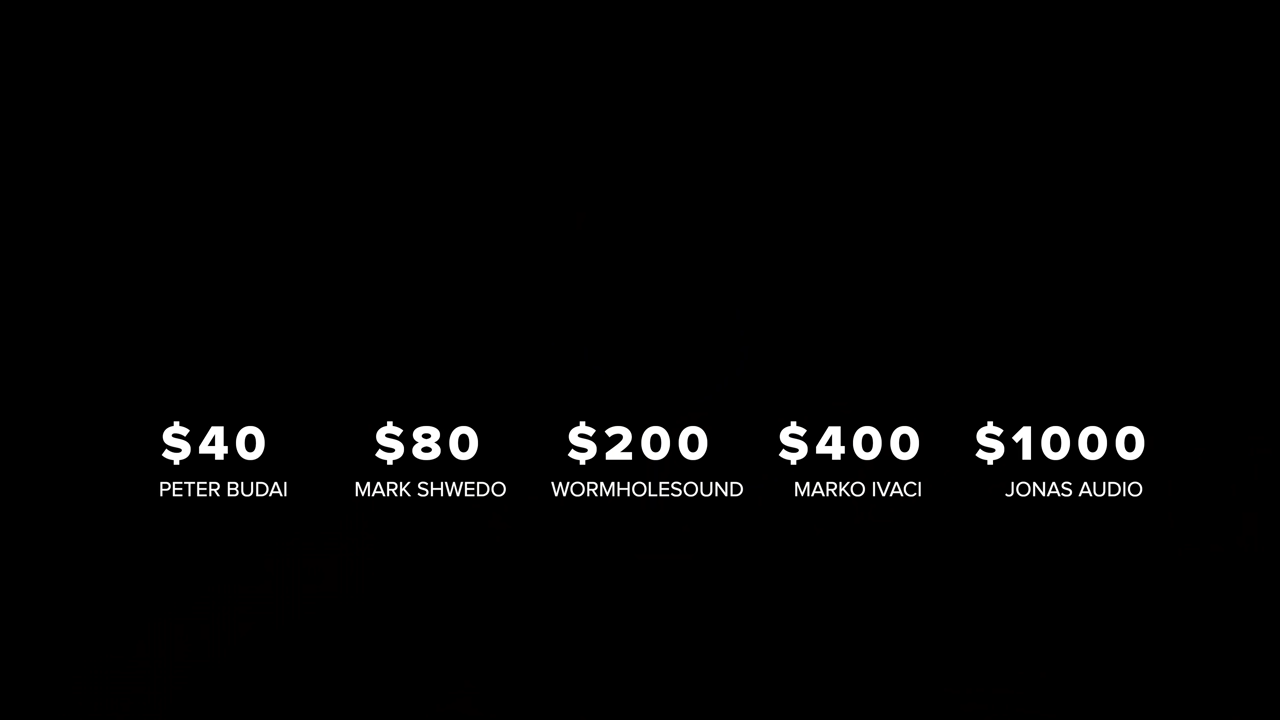 $40 $80 $200 $400 $1000
PETER BUDAI MARK SHWEDO WORMHOLESOUND MARKO IVACI JONAS AUDIO